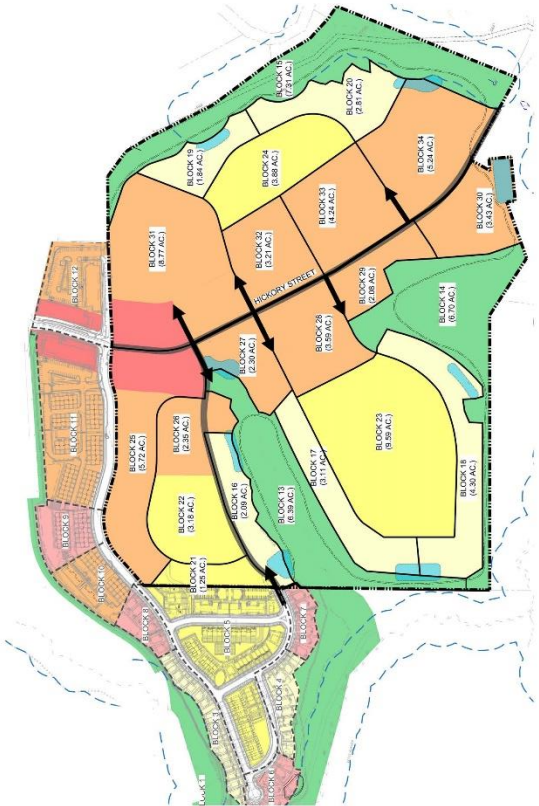 LOCK 1
BLOCK 3
BLOCK 6
BLOCK 4
BLOCK 5
BLOCK 7
BLOCK 8
BLOCK 10
BLOCK 9
BLOCK 11
BLOCK 12
BLOCK 21
(1.25 AC.)
BLOCK 22
(3.18 AC.)
BLOCK 25
(5.72 AC.)
BLOCK 26
(2.35 AC.)
BLOCK 16
(2.09 AC.)
BLOCK 13
(6.39 AC.)
BLOCK 27
(2.30 AC.)
BLOCK 31
(8.77 AC.)
BLOCK 19
(1.84 AC.)
BLOCK 15
(7.31 AC.)
BLOCK 24
(3.88 AC.)
BLOCK 20
(2.81 AC.)
BLOCK 32
(3.21 AC.)
HICKORY STREET
BLOCK 33
(4.24 AC.)
BLOCK 34
(5.24 AC.)
BLOCK 17
(3.11 AC.)
BLOCK 28
(3.59 AC.)
BLOCK 29
(2.08 AC.)
BLOCK 23
(9.59 AC.)
BLOCK 14
(6.70 AC.)
BLOCK 30
(3.43 AC.)
BLOCK 18
(4.30 AC.)